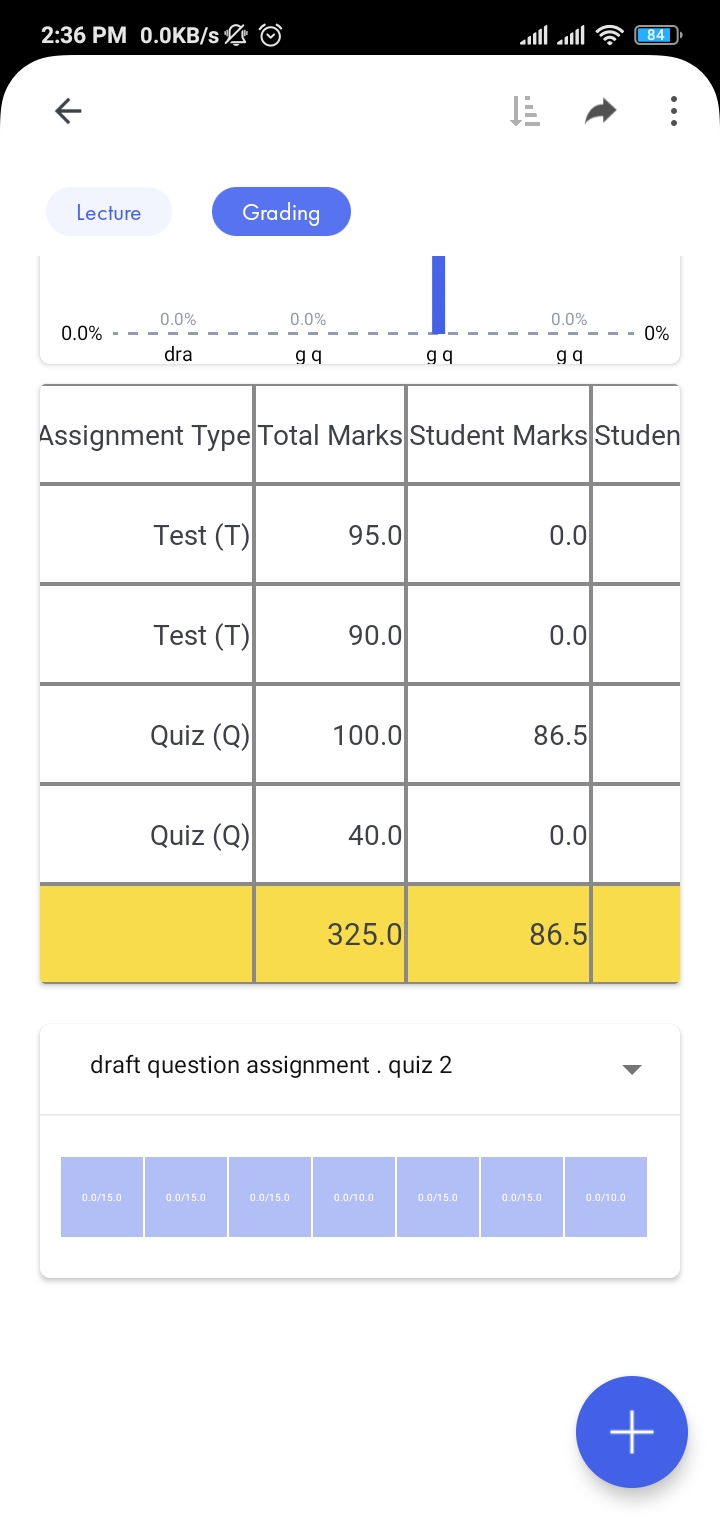 2:36 PM 0.0KB/s 84
Lecture Grading
0.0% 0.0% 0.0%
0.0% 0%
dra g q g q g q
Assignment Type Total Marks Student Marks Studen
Test (T) 95.0 0.0
Test (T) 90.0 0.0
Quiz (Q) 100.0 86.5
Quiz (Q) 40.0 0.0
325.0 86.5
draft question assignment . quiz 2
0.0/15.0 0.0/15.0 0.0/15.0 0.0/10.0 0.0/15.0 0.0/15.0 0.0/10.0